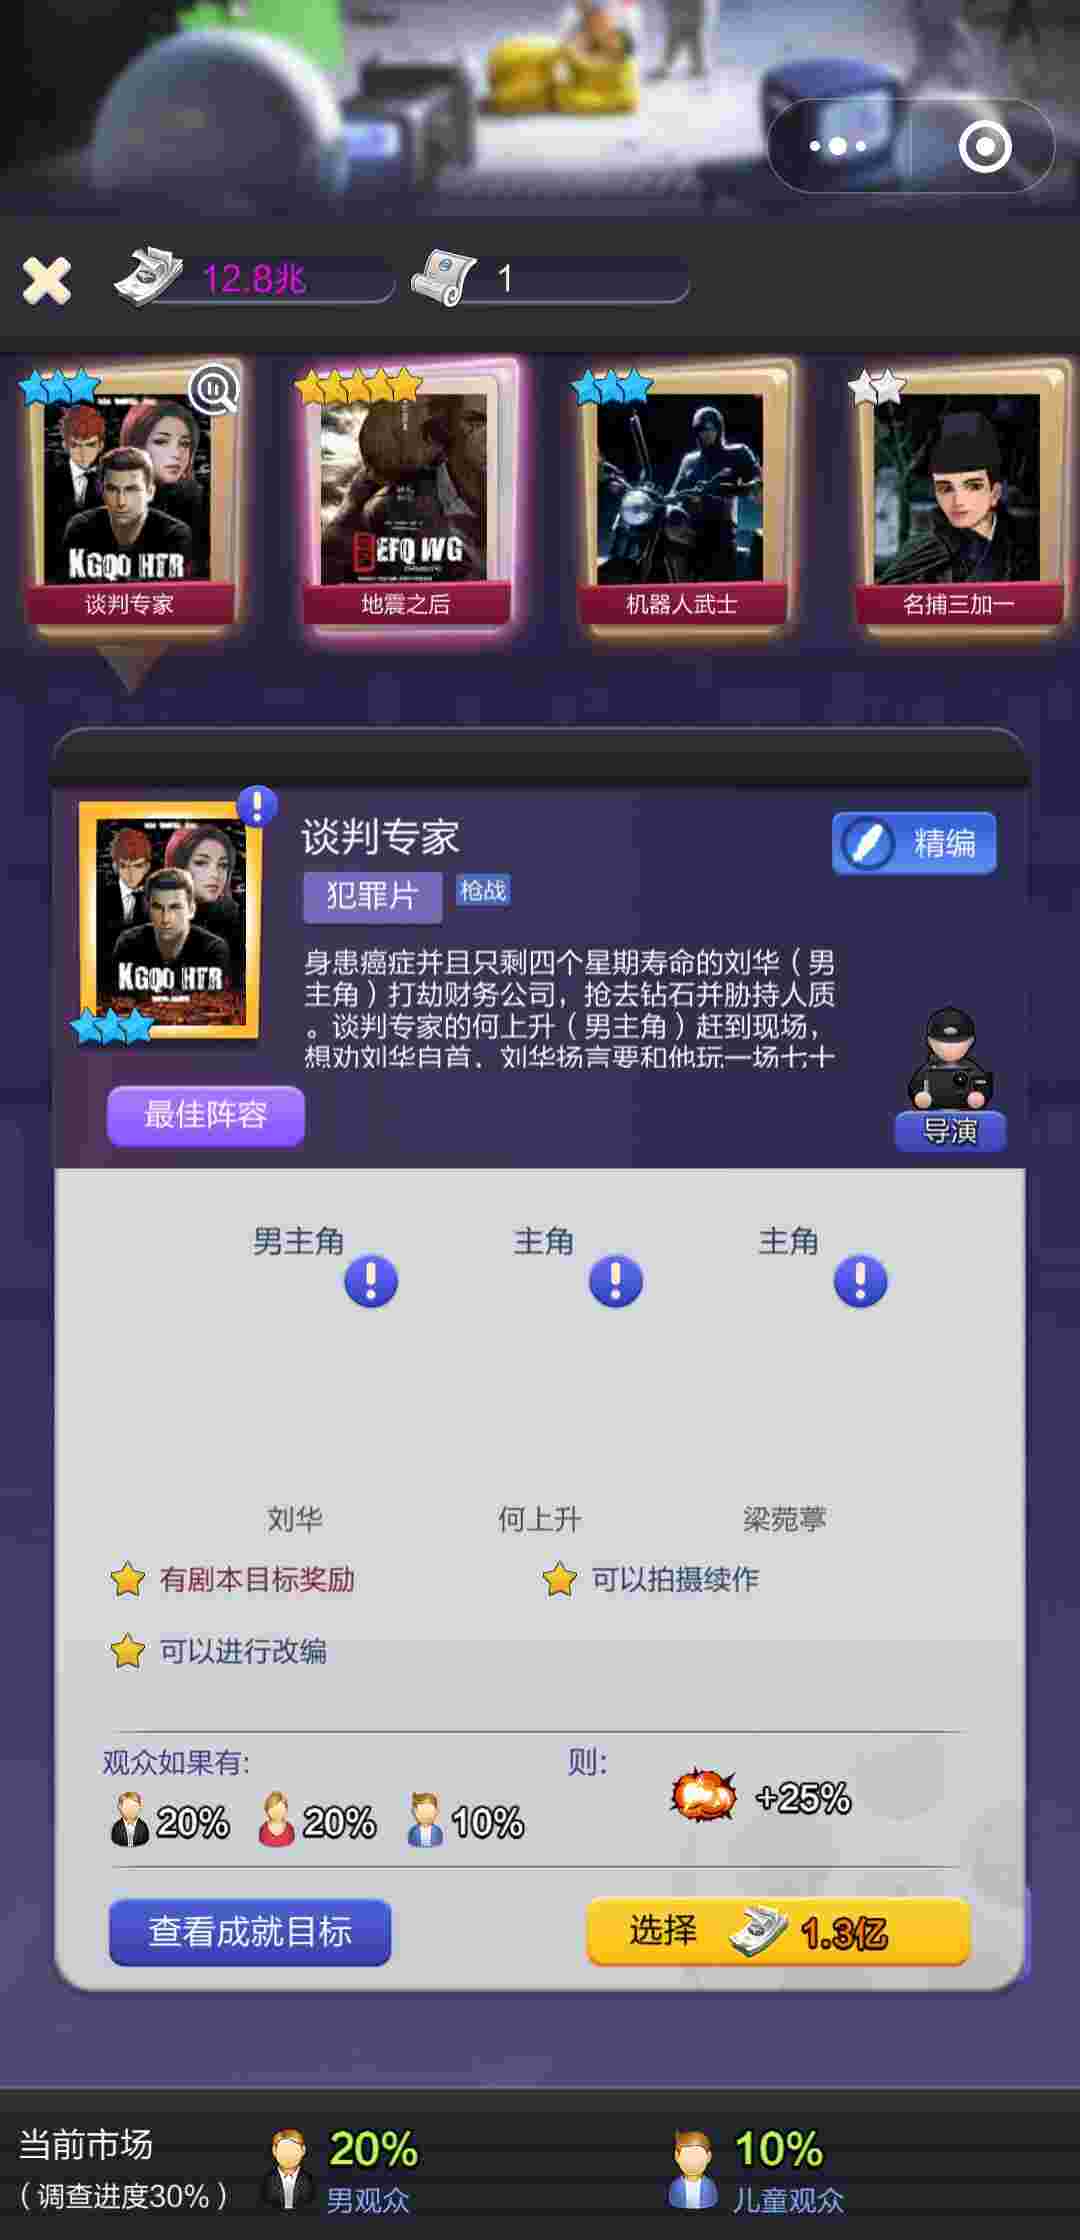 12.8兆
1
KGQO HTR
EFQ WG
谈判专家
地震之后
机器人武士
名捕三加一
谈判专家
精编
犯罪片
枪战
KGQO HTR
身患癌症并且只剩四个星期寿命的刘华（男
主角）打劫财务公司，抢去钻石并胁持人质
。谈判专家的何上升（男主角）赶到现场，
想劝刘华自首，刘华扬言要和他玩一场七十
最佳阵容
导演
男主角
主角
主角
刘华
何上升
梁菀葶
有剧本目标奖励
可以拍摄续作
可以进行改编
观众如果有:
则:
20%
20%
10%
+25%
查看成就目标
选择
1.3亿
当前市场
（调查进度30%）
20%
男观众
10%
儿童观众